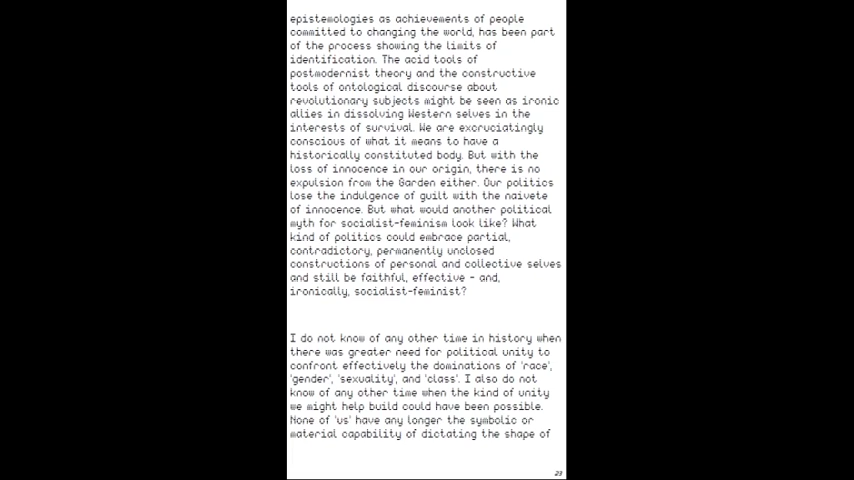 epistemologies as achievements of people
committed to changing the world, has been part
of the process showing the limits of
identification. The acid tools of
postmodernist theory and the constructive
tools of ontological discourse about
revolutionary subjects might be seen as ironic
allies in dissolving Western selves in the
interests of survival. We are excruciatingly
conscious of what it means to have a
historically constituted body. But with the
loss of innocence in our origin, there is no
expulsion from the Garden either. Our politics
lose the indulgence of guilt with the naivete
of innocence. But what would another political
myth for socialist-feminism look like? What
kind of politics could embrace partial,
contradictory, permanently unclosed
constructions of personal and collective selves
and still be faithful, effective - and,
ironically, socialist-feminist?
I do not know of any other time in history when
there was greater need for political unity to
confront effectively the dominations of 'race',
'gender', 'sexuality', and 'class'. I also do not
know of any other time when the kind of unity
we might help build could have been possible.
None of 'us' have any longer the symbolic or
material capability of dictating the shape of
23